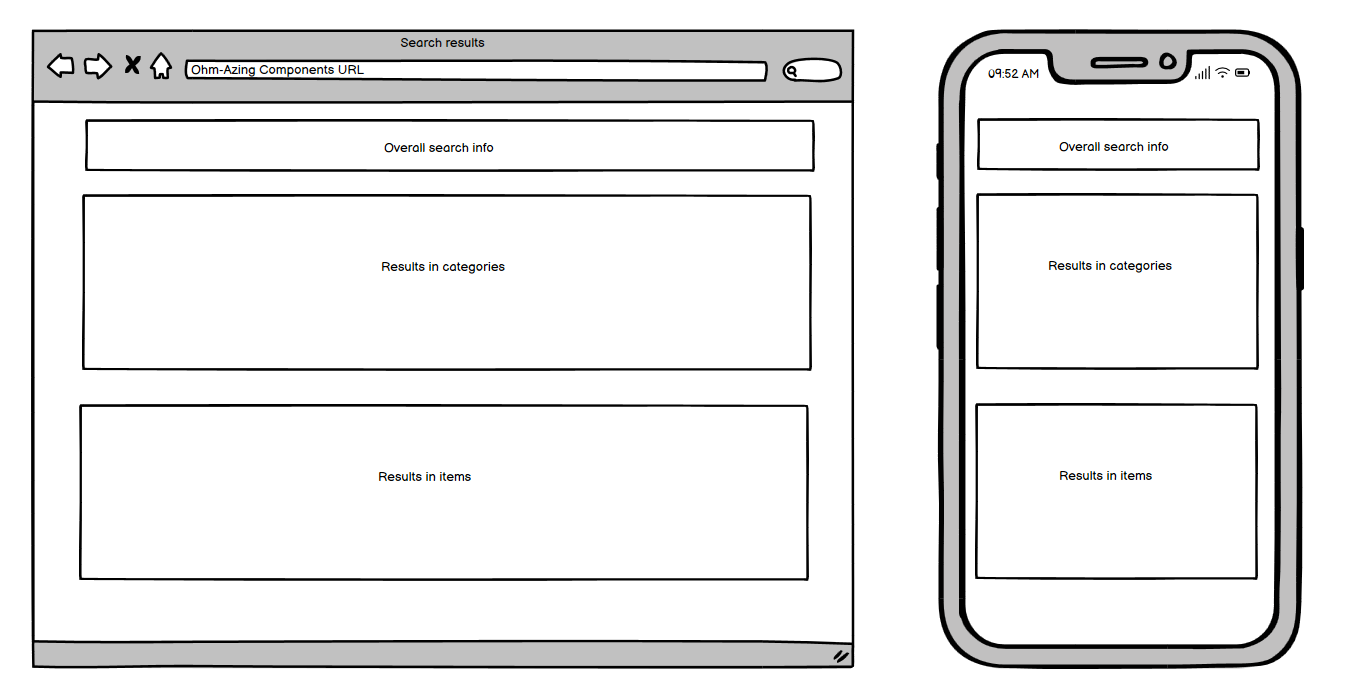 Search results
Ohm-Azing Components URL
Overall search info
Results in categories
Results in items
09:52 AM
Overall search info
Results in categories
Results in items